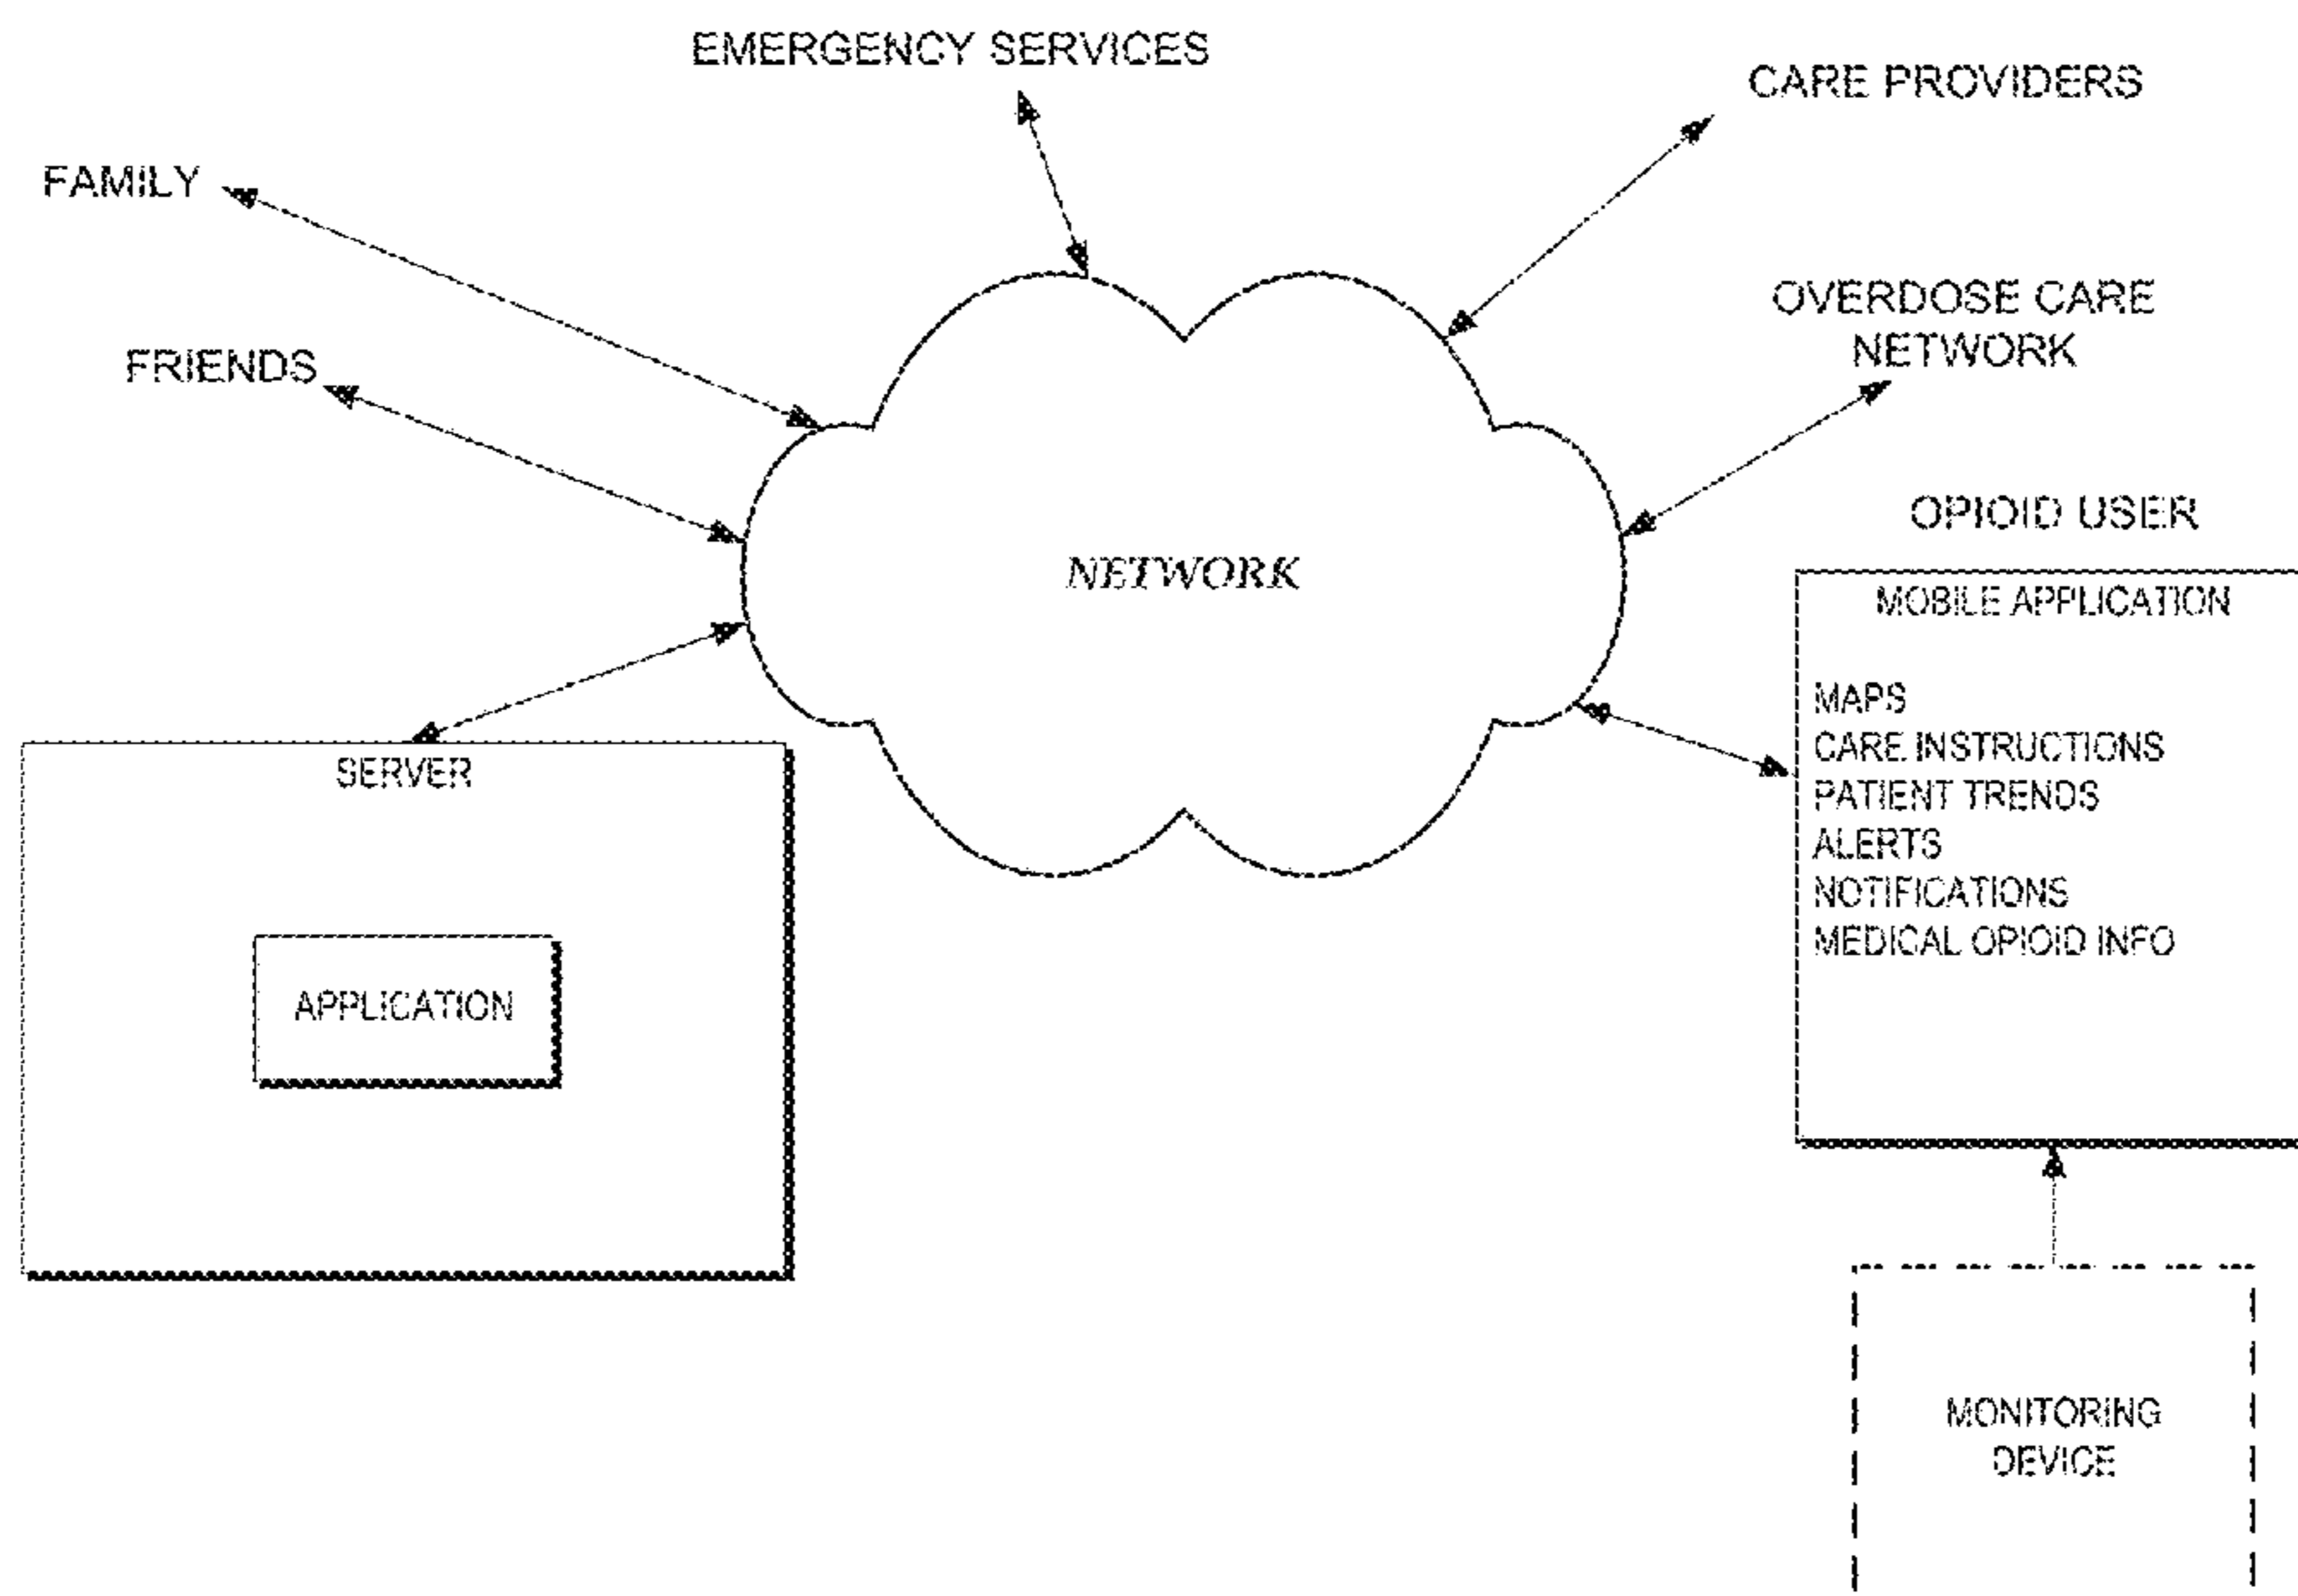 EMERGENCY SERVICES
CARE PROVIDERS
FAMILY
OVERDOSE CARE
NETWORK
FRIENDS
OPIOID USER
NETWORK
MOBILE APPLICATION
MAPS
CARE INSTRUCTIONS
PATIENT TRENDS
ALERTS
NOTIFICATIONS
MEDICAL OPIOID INFO
SERVER
APPLICATION
MONITORING
DEVICE